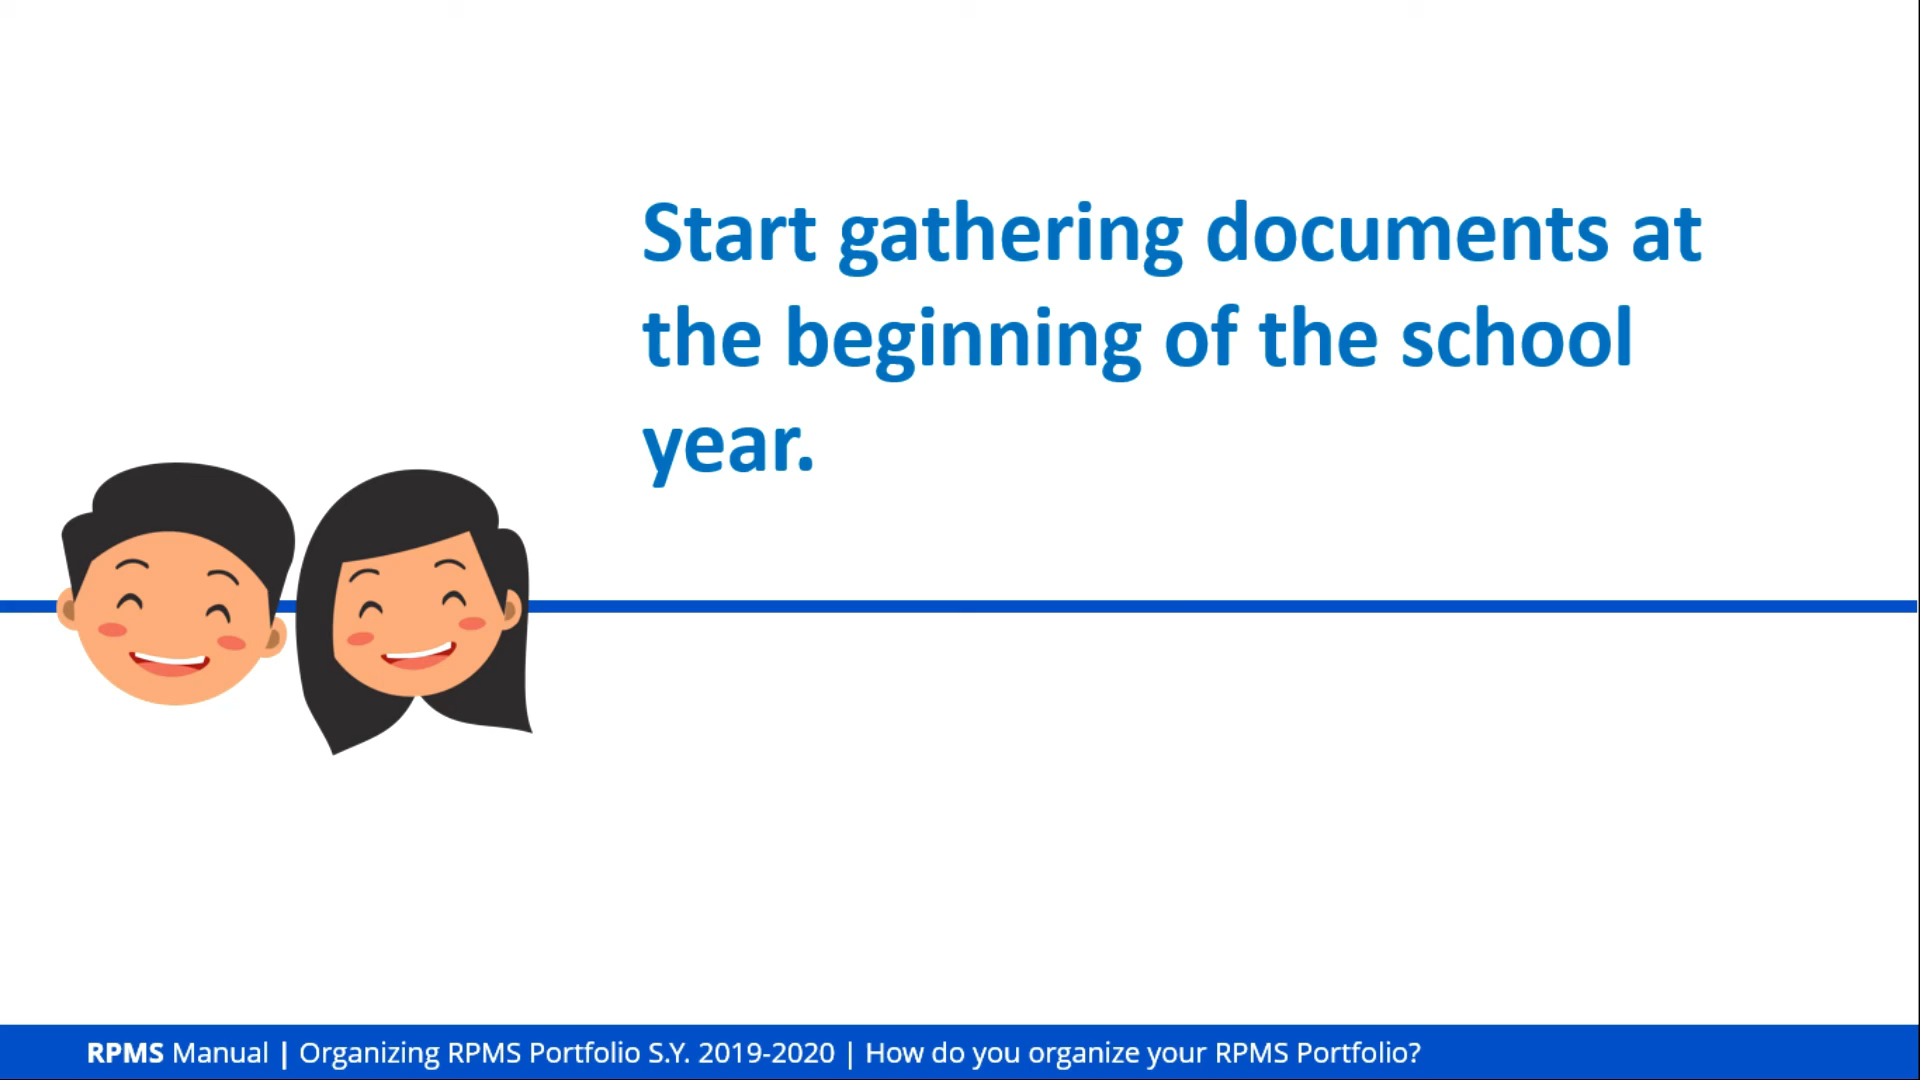 Start gathering documents at
the beginning of the school
year.
RPMS Manual | Organizing RPMS Portfolio S.Y. 2019-2020 | How do you organize your RPMS Portfolio?